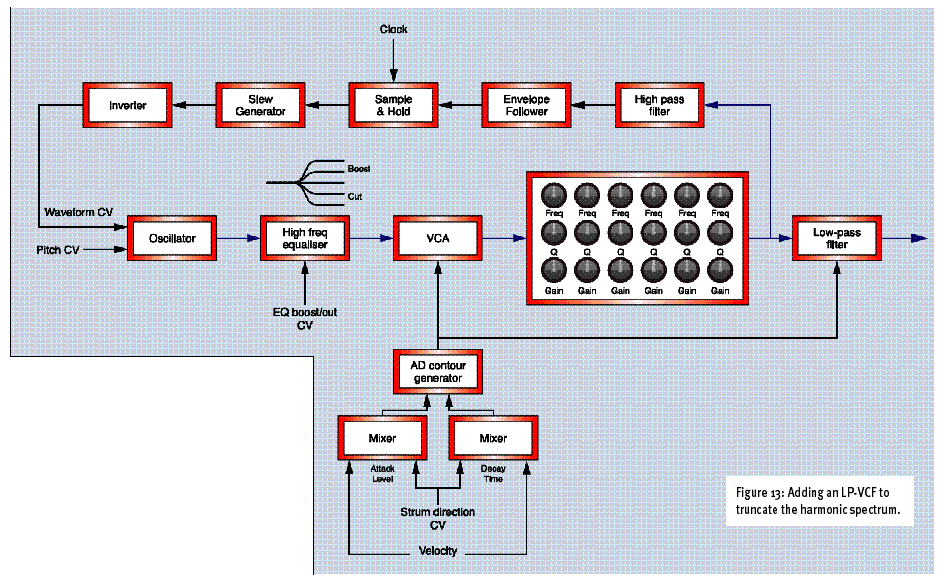 Clock
Inverter
Slew
Generator
Sample
& Hold
Envelope
Follower
High pass
filter
Boost
Cut
Waveform CV
Pitch CV
Oscillator
High freq
equaliser
VCA
Freq Freq Freq Freq Freq Freq
Q Q Q Q Q Q
Gain Gain Gain Gain Gain Gain
Low-pass
filter
EQ boost/cut
CV
AD contour
generator
Mixer
Mixer
Attack
Level
Decay
Time
Strum direction
CV
Velocity
Figure 13: Adding an LP-VCF to
truncate the harmonic spectrum.